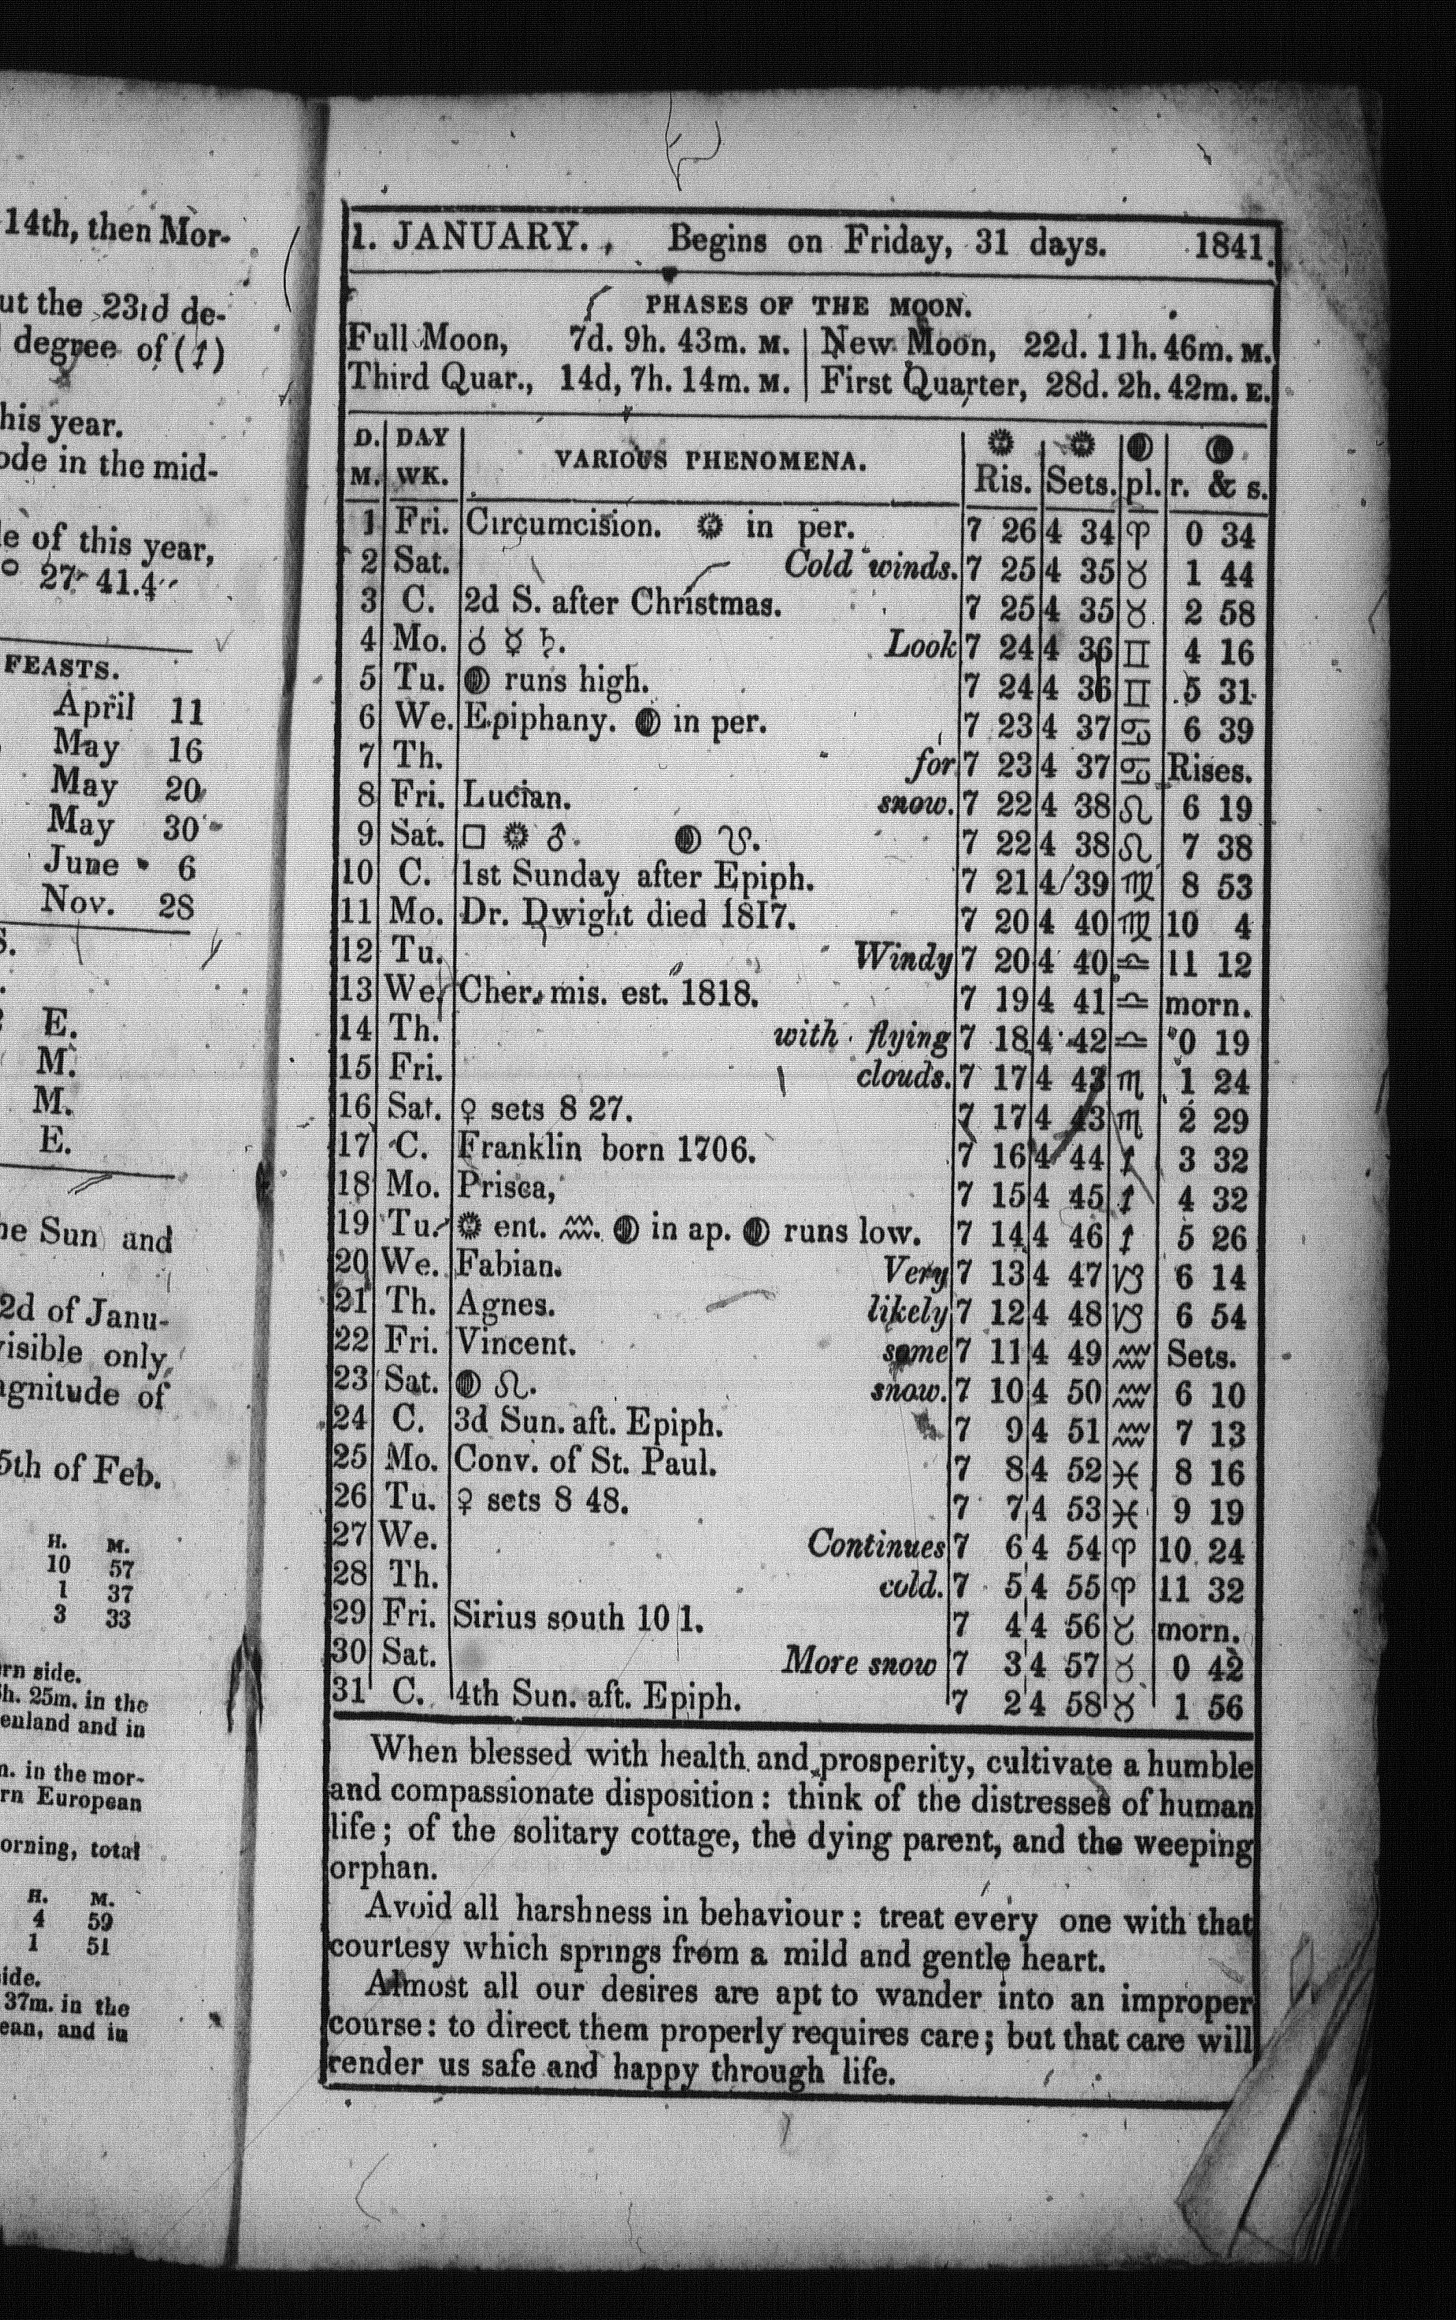 14th, then Mor-
ut the 23rd de-
degree of (♐)
his year.
ode in the mid-
e of this year,
° 27' 41.4''
FEASTS.
April 11
May 16
May 20
May 30
June 6
Nov. 28
S.
E.
M.
M.
E.
he Sun and
2d of Janu-
visible only
agnitude of
5th of Feb.
H. M.
10 57
1 37
3 33
rn side.
h. 25m. in the
enland and in
n. in the mor-
rn European
orning, total
H. M.
4 59
1 51
ide.
37m. in the
ean, and in
1. JANUARY. Begins on Friday, 31 days. 1841.
PHASES OF THE MOON.
Full Moon, 7d. 9h. 43m. M. | New Moon, 22d. 11h. 46m. M.
Third Quar., 14d, 7h. 14m. M. | First Quarter, 28d. 2h. 42m. E.
D. DAY VARIOUS PHENOMENA. ☀ ☀ ☽ ☽
M. WK. Ris. Sets. pl. r. & s.
1 Fri. Circumcision. ☀ in per. 7 26 4 34 ♈ 0 34
2 Sat. Cold winds. 7 25 4 35 ♉ 1 44
3 C. 2d S. after Christmas. 7 25 4 35 ♉ 2 58
4 Mo. ☌ ☿ ♄. Look 7 24 4 36 ♊ 4 16
5 Tu. ☽ runs high. 7 24 4 36 ♊ 5 31
6 We. Epiphany. ☽ in per. 7 23 4 37 ♋ 6 39
7 Th. for 7 23 4 37 ♋ Rises.
8 Fri. Lucian. snow. 7 22 4 38 ♌ 6 19
9 Sat. □ ☀ ♂ ☽ ☋. 7 22 4 38 ♌ 7 38
10 C. 1st Sunday after Epiph. 7 21 4 39 ♍ 8 53
11 Mo. Dr. Dwight died 1817. 7 20 4 40 ♍ 10 4
12 Tu. Windy 7 20 4 40 ♎ 11 12
13 We. Cher. mis. est. 1818. 7 19 4 41 ♎ morn.
14 Th. with flying 7 18 4 42 ♎ 0 19
15 Fri. clouds. 7 17 4 43 ♏ 1 24
16 Sat. ♀ sets 8 27. 7 17 4 43 ♏ 2 29
17 C. Franklin born 1706. 7 16 4 44 ♐ 3 32
18 Mo. Prisca, 7 15 4 45 ♐ 4 32
19 Tu. ☀ ent. ♒. ☽ in ap. ☽ runs low. 7 14 4 46 ♐ 5 26
20 We. Fabian. Very 7 13 4 47 ♑ 6 14
21 Th. Agnes. likely 7 12 4 48 ♑ 6 54
22 Fri. Vincent. some 7 11 4 49 ♒ Sets.
23 Sat. ☽ ☊. snow. 7 10 4 50 ♒ 6 10
24 C. 3d Sun. aft. Epiph. 7 9 4 51 ♒ 7 13
25 Mo. Conv. of St. Paul. 7 8 4 52 ♓ 8 16
26 Tu. ♀ sets 8 48. 7 7 4 53 ♓ 9 19
27 We. Continues 7 6 4 54 ♈ 10 24
28 Th. cold. 7 5 4 55 ♈ 11 32
29 Fri. Sirius south 10 1. 7 4 4 56 ♉ morn.
30 Sat. More snow 7 3 4 57 ♉ 0 42
31 C. 4th Sun. aft. Epiph. 7 2 4 58 ♉ 1 56
When blessed with health and prosperity, cultivate a humble
and compassionate disposition : think of the distresses of human
life ; of the solitary cottage, the dying parent, and the weeping
orphan.
Avoid all harshness in behaviour : treat every one with that
courtesy which springs from a mild and gentle heart.
Almost all our desires are apt to wander into an improper
course : to direct them properly requires care ; but that care will
render us safe and happy through life.